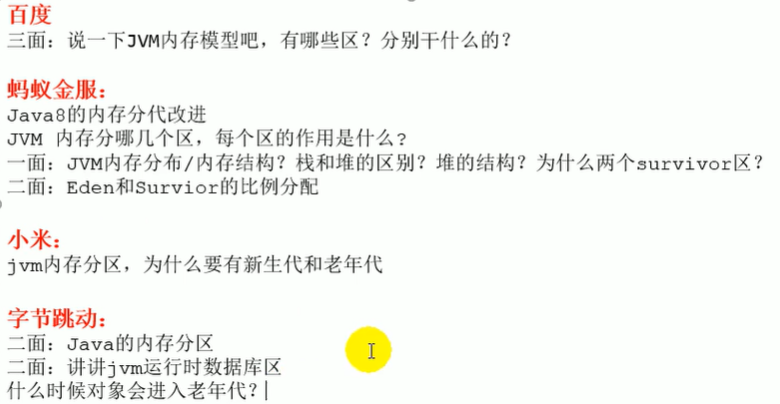 百度
三面：说一下JVM内存模型吧，有哪些区？分别干什么的？
蚂蚁金服：
Java8的内存分代改进
JVM 内存分哪几个区，每个区的作用是什么?
一面：JVM内存分布/内存结构？栈和堆的区别？堆的结构？为什么两个survivor区？
二面：Eden和Survior的比例分配
小米：
jvm内存分区，为什么要有新生代和老年代
字节跳动：
二面：Java的内存分区
二面：讲讲jvm运行时数据库区
什么时候对象会进入老年代？